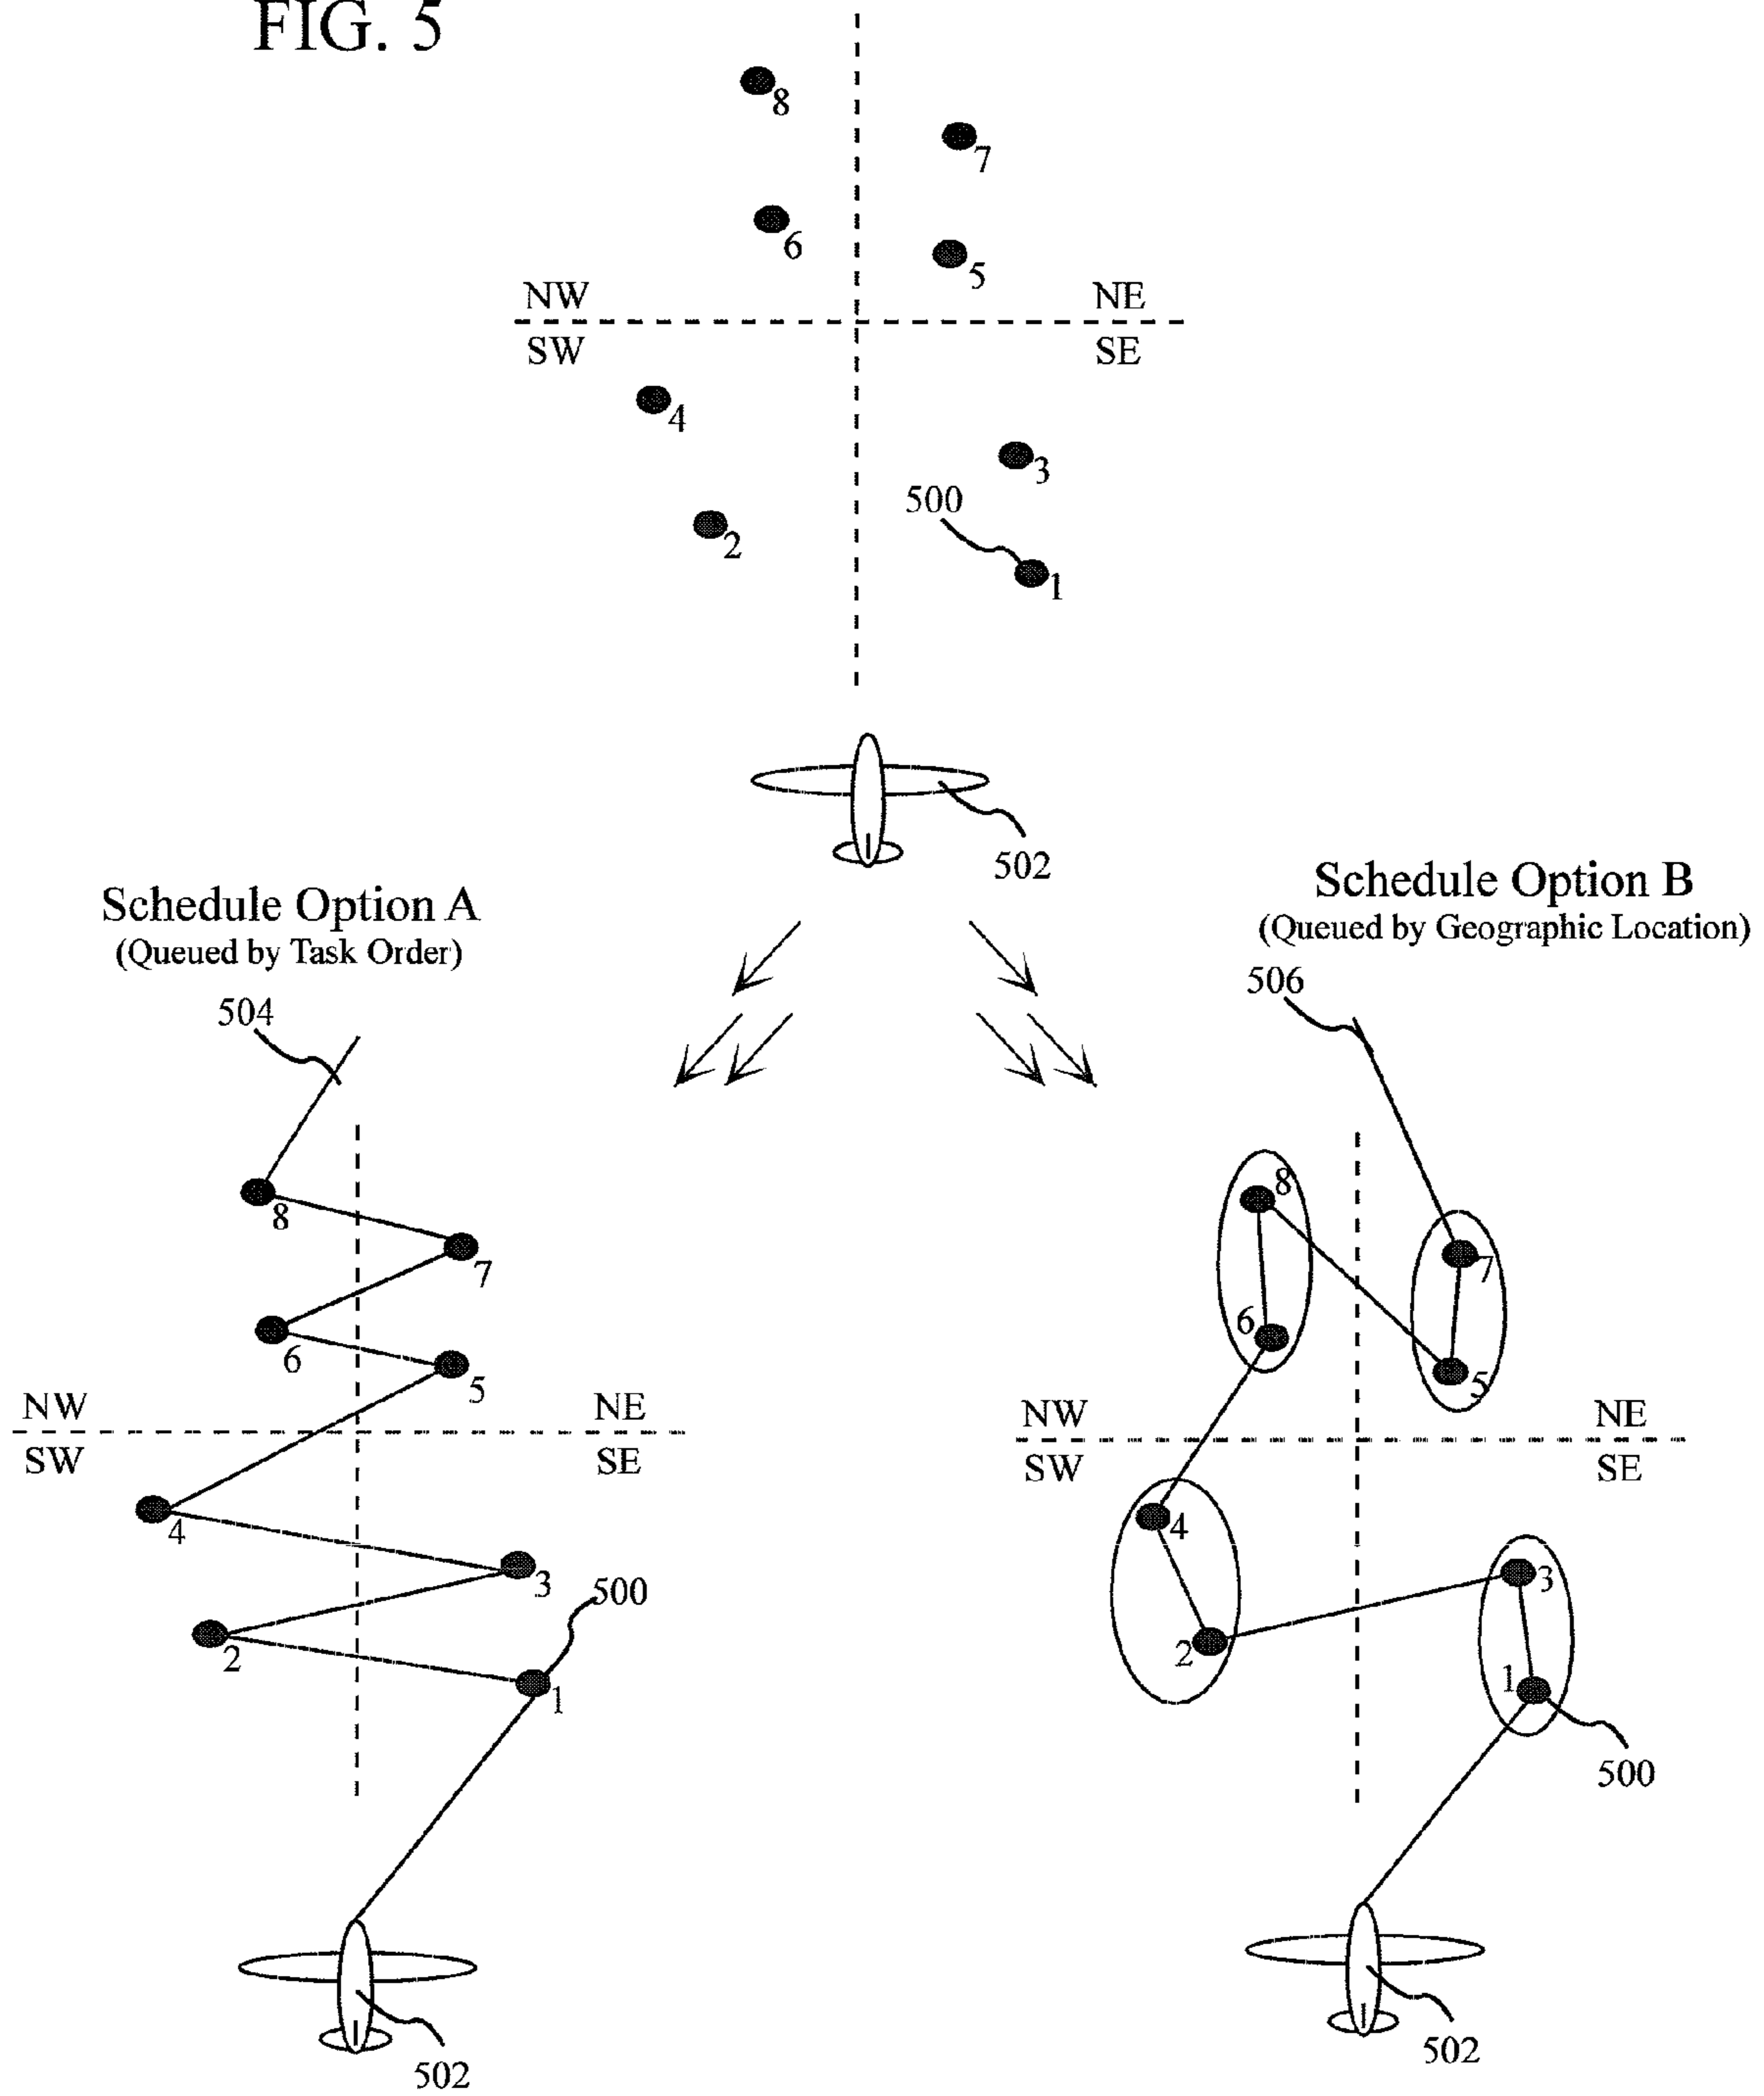 FIG. 5
8
7
6
5
NW NE
SW SE
4
3
500
2
1
502
Schedule Option A
(Queued by Task Order)
504
Schedule Option B
(Queued by Geographic Location)
506
8
7
6
5
NW NE
SW SE
4
3
500
2
1
502
8
7
6
5
NW NE
SW SE
4
3
2
1
500
502